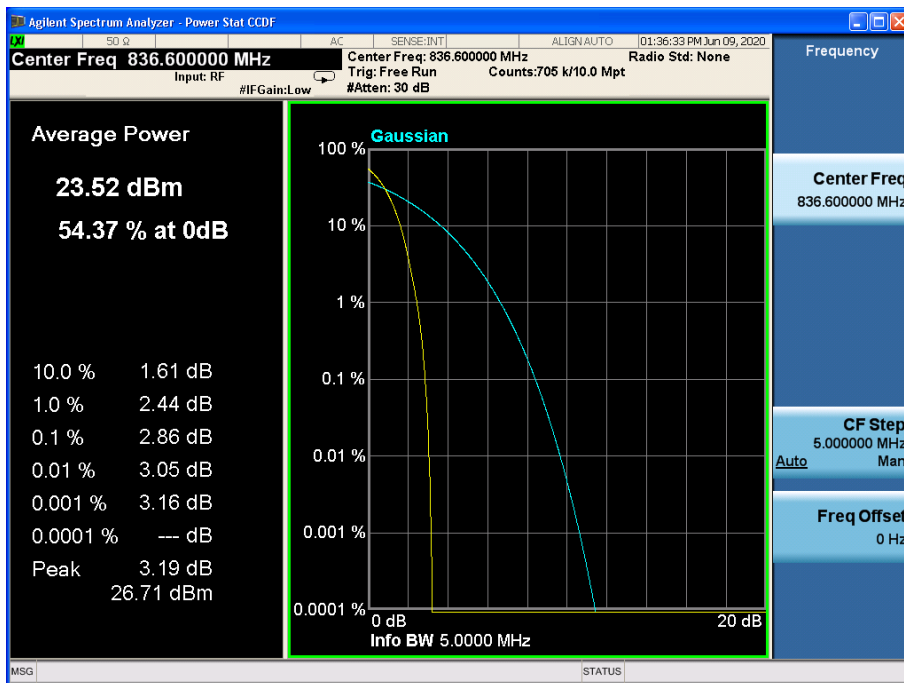 Agilent Spectrum Analyzer - Power Stat CCDF
LXI 50 Ω AC SENSE:INT ALIGN AUTO 01:36:33 PM Jun 09, 2020
Center Freq 836.600000 MHz
Input: RF
#IFGain:Low
Center Freq: 836.600000 MHz
Radio Std: None
Trig: Free Run Counts:705 k/10.0 Mpt
#Atten: 30 dB
Average Power
23.52 dBm
54.37 % at 0dB
10.0 % 1.61 dB
1.0 % 2.44 dB
0.1 % 2.86 dB
0.01 % 3.05 dB
0.001 % 3.16 dB
0.0001 % --- dB
Peak 3.19 dB
26.71 dBm
Gaussian
100 %
10 %
1 %
0.1 %
0.01 %
0.001 %
0.0001 %
0 dB 20 dB
Info BW 5.0000 MHz
Frequency
Center Freq
836.600000 MHz
CF Step
5.000000 MHz
Auto Man
Freq Offset
0 Hz
MSG STATUS